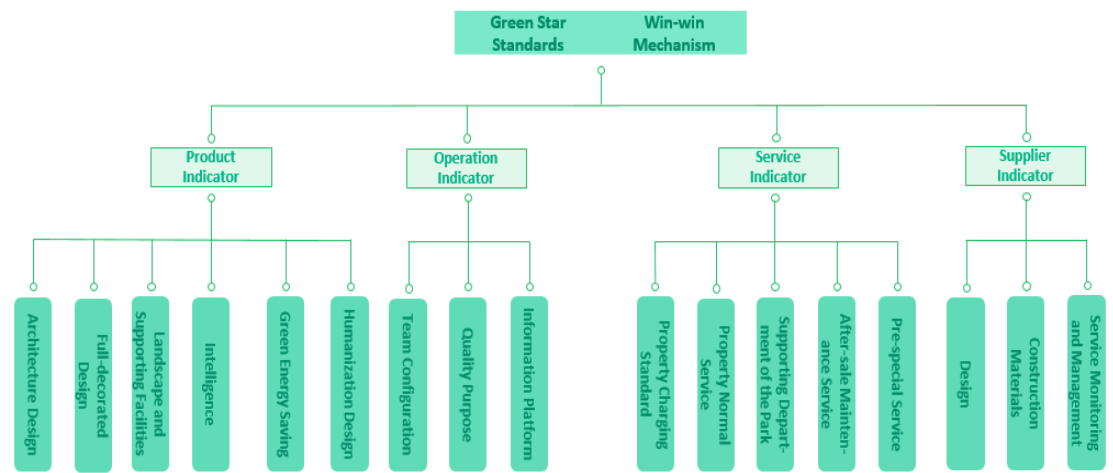 Green Star
Standards
Win-win
Mechanism
Product
Indicator
Operation
Indicator
Service
Indicator
Supplier
Indicator
Architecture Design
Full-decorated
Design
Landscape and
Supporting Facilities
Intelligence
Green Energy Saving
Humanization Design
Team Configuration
Quality Purpose
Information Platform
Property Charging
Standard
Property Normal
Service
Supporting Depart-
ment of the Park
After-sale Mainten-
ance Service
Pre-special Service
Design
Construction
Materials
Service Monitoring
and Management